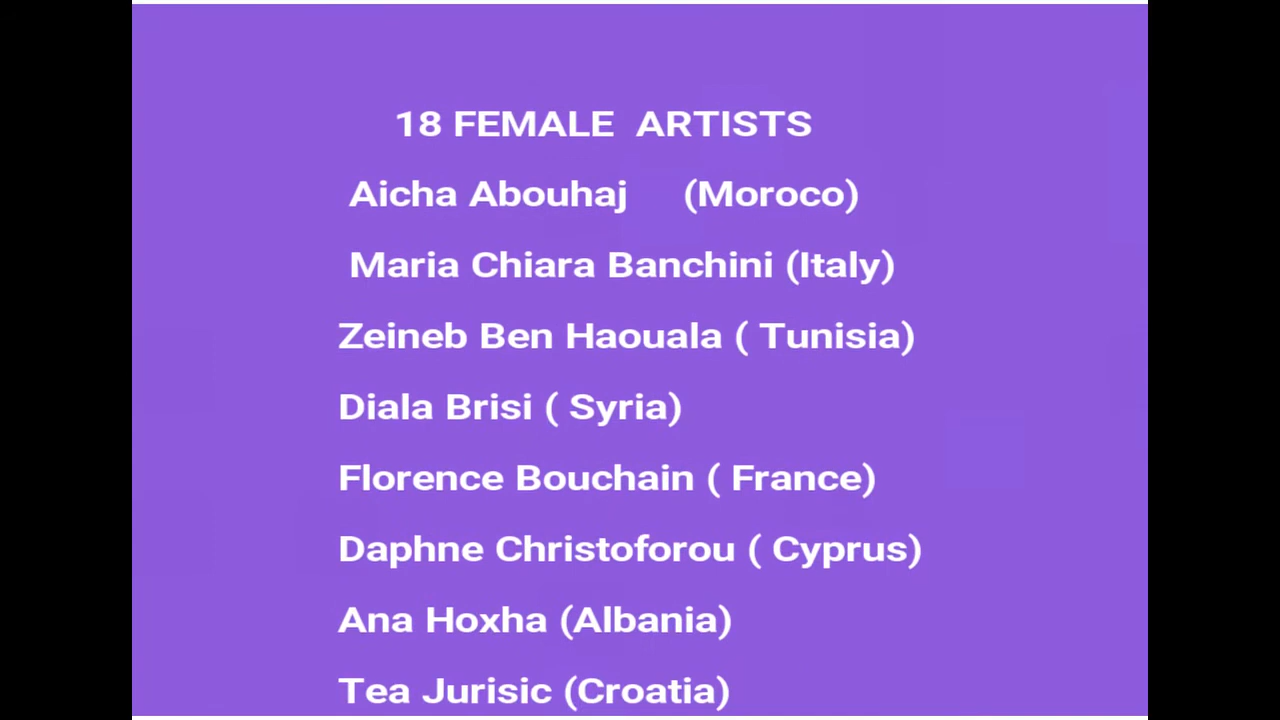 18 FEMALE ARTISTS
Aicha Abouhaj (Moroco)
Maria Chiara Banchini (Italy)
Zeineb Ben Haouala ( Tunisia)
Diala Brisi ( Syria)
Florence Bouchain ( France)
Daphne Christoforou ( Cyprus)
Ana Hoxha (Albania)
Tea Jurisic (Croatia)